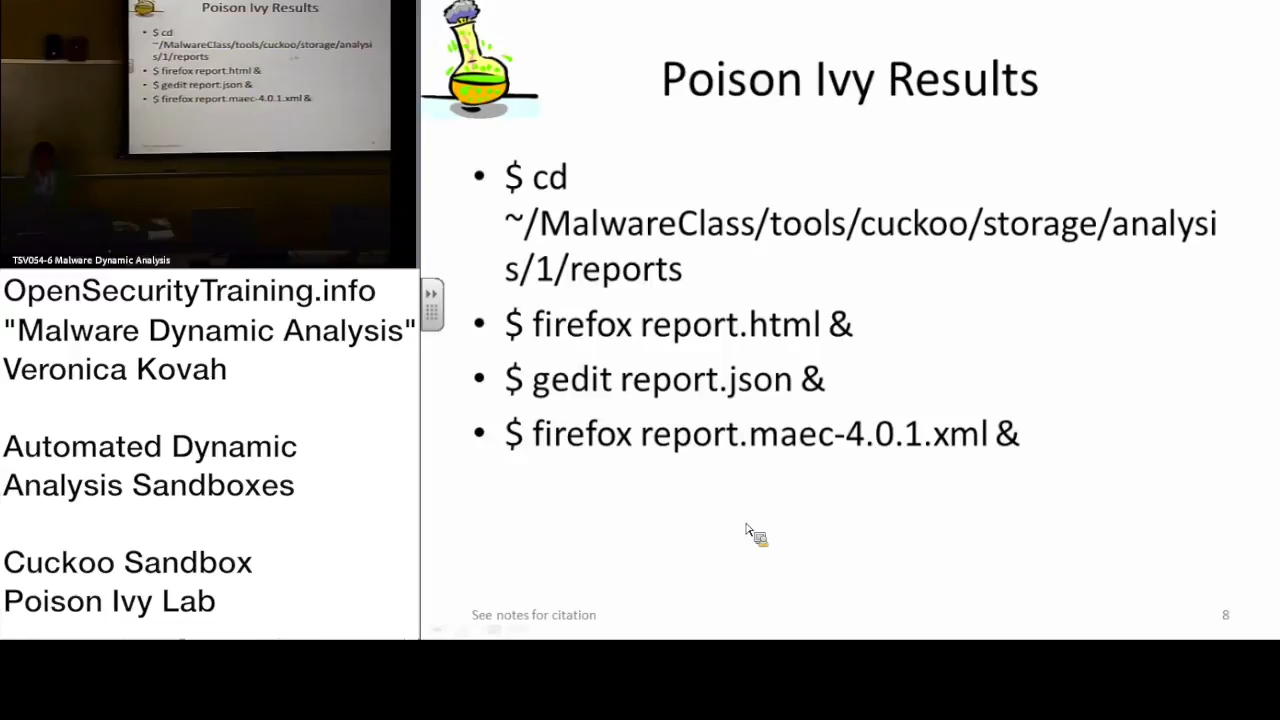 Poison Ivy Results
• $ cd
~/MalwareClass/tools/cuckoo/storage/analysi
s/1/reports
• $ firefox report.html &
• $ gedit report.json &
• $ firefox report.maec-4.0.1.xml &
TSV054-6 Malware Dynamic Analysis
OpenSecurityTraining.info
"Malware Dynamic Analysis"
Veronica Kovah
Automated Dynamic
Analysis Sandboxes
Cuckoo Sandbox
Poison Ivy Lab
Poison Ivy Results
• $ cd
~/MalwareClass/tools/cuckoo/storage/analysi
s/1/reports
• $ firefox report.html &
• $ gedit report.json &
• $ firefox report.maec-4.0.1.xml &
See notes for citation
8